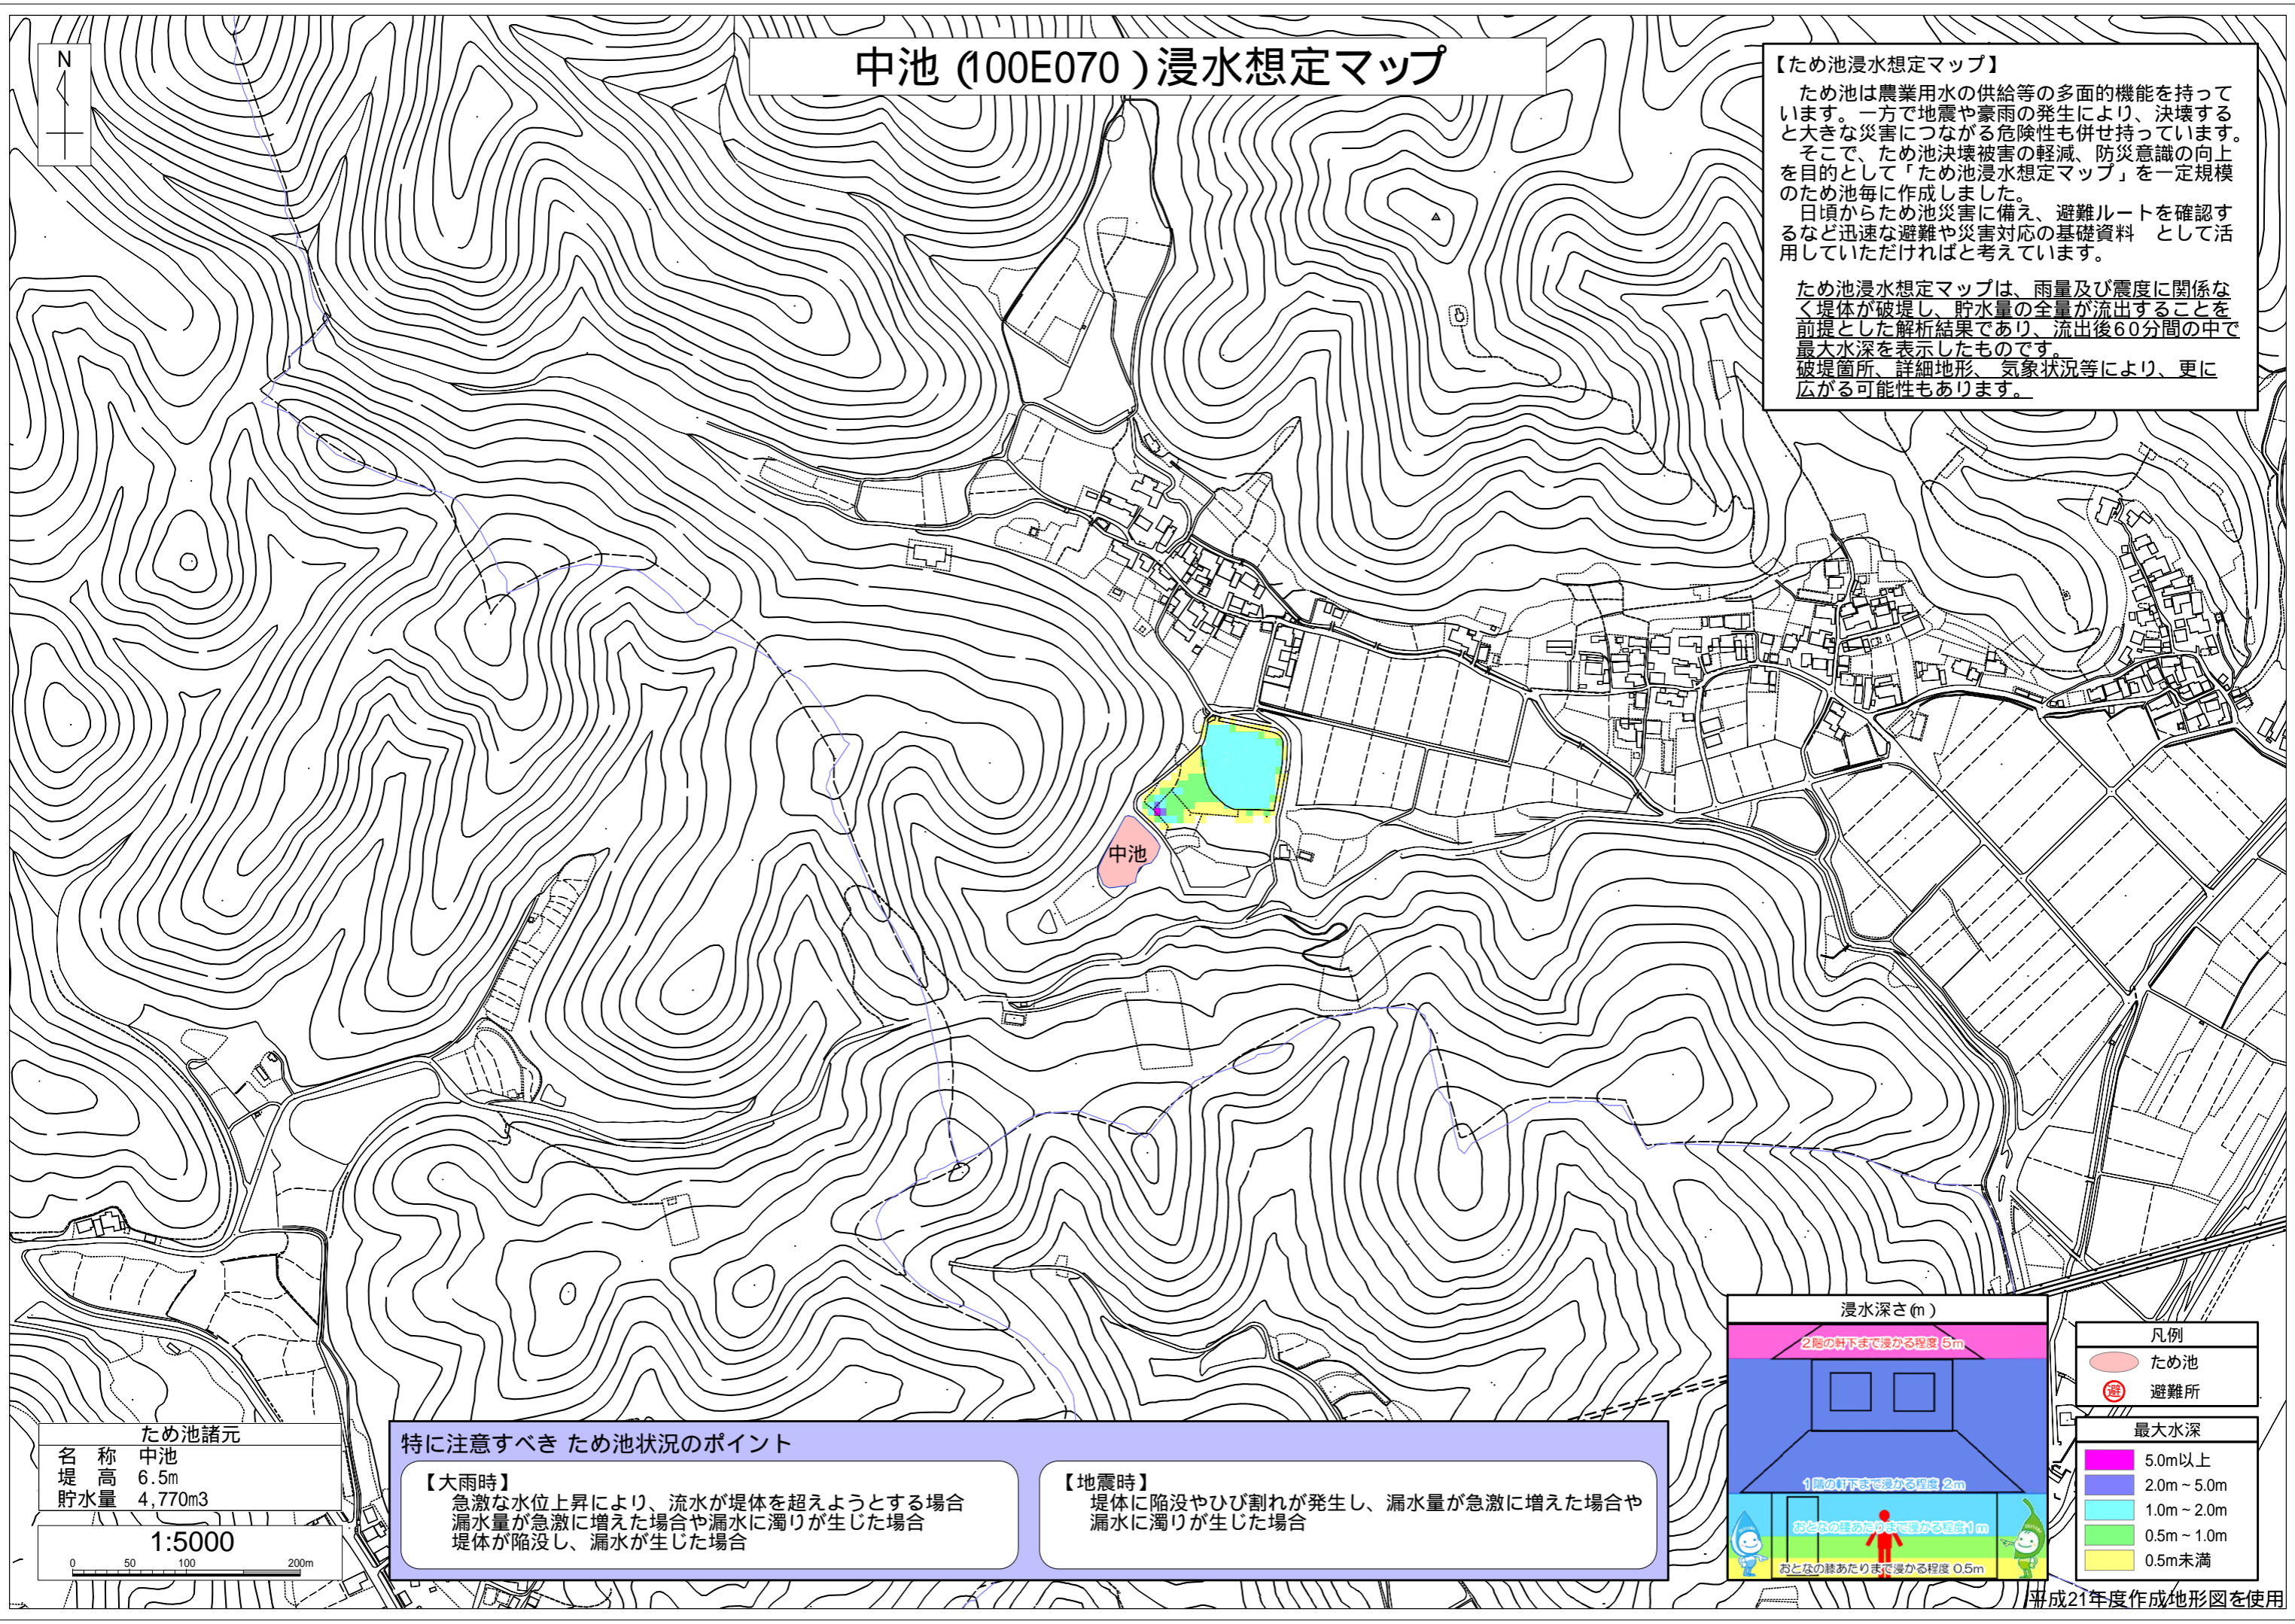 中池 (100E070 ) 浸水想定マップ
N
【ため池浸水想定マップ】
ため池は農業用水の供給等の多面的機能を持って
います。一方で地震や豪雨の発生により、決壊する
と大きな災害につながる危険性も併せ持っています。
そこで、ため池決壊被害の軽減、防災意識の向上
を目的として「ため池浸水想定マップ」を一定規模
のため池毎に作成しました。
日頃からため池災害に備え、避難ルートを確認す
るなど迅速な避難や災害対応の基礎資料　として活
用していただければと考えています。
ため池浸水想定マップは、雨量及び震度に関係な
く堤体が破堤し、貯水量の全量が流出することを
前提とした解析結果であり、流出後60分間の中で
最大水深を表示したものです。
破堤箇所、詳細地形、 気象状況等により、更に
広がる可能性もあります。
中池
ため池諸元
名　称　中池
堤　高　6.5m
貯水量　4,770m3
1:5000
0 50 100 200m
特に注意すべき ため池状況のポイント
【大雨時】
急激な水位上昇により、流水が堤体を超えようとする場合
漏水量が急激に増えた場合や漏水に濁りが生じた場合
堤体が陥没し、漏水が生じた場合
【地震時】
堤体に陥没やひび割れが発生し、漏水量が急激に増えた場合や
漏水に濁りが生じた場合
浸水深さ(m )
2階の軒下まで浸かる程度 5m
1階の軒下まで浸かる程度 2m
おとなの腰あたりまで浸かる程度1m
おとなの膝あたりまで浸かる程度 0.5m
凡例
ため池
避 避難所
最大水深
5.0m以上
2.0m～5.0m
1.0m～2.0m
0.5m～1.0m
0.5m未満
平成21年度作成地形図を使用